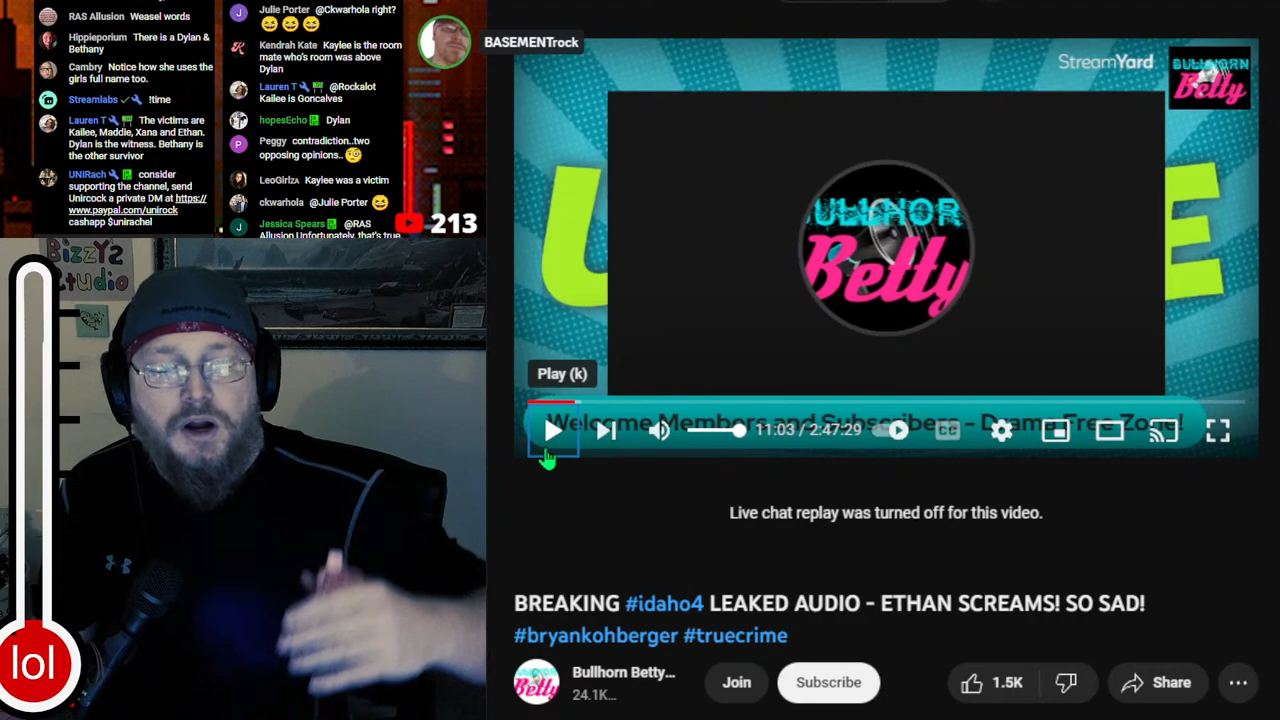 RAS Allusion Weasel words
Hippieporium There is a Dylan &
Bethany
Cambry Notice how she uses the
girls full name too.
Streamlabs !time
Lauren T The victims are
Kailee, Maddie, Xana and Ethan.
Dylan is the witness. Bethany is
the other survivor
UNIRach consider
supporting the channel, send
Unircock a private DM at https://
www.paypal.com/unirock
cashapp $unirachel
Julie Porter @Ckwarhola right?
Kendrah Kate Kaylee is the room
mate who's room was above
Dylan
Lauren T @Rockalot
Kailee is Goncalves
hopesEcho Dylan
Peggy contradiction..two
opposing opinions..
LeoGirlzA Kaylee was a victim
ckwarhola @Julie Porter
Jessica Spears @RAS
Allusion Unfortunately, that's true
213
BASEMENTrock
BizzY'z
Studio
lol
StreamYard
BULLHORN
Betty
BULLHOR
Betty
Play (k)
Welcome Members and Subscribers - Drama Free Zone!
11:03 / 2:47:29
CC
Live chat replay was turned off for this video.
BREAKING #idaho4 LEAKED AUDIO - ETHAN SCREAMS! SO SAD!
#bryankohberger #truecrime
Betty
Bullhorn Betty...
24.1K...
Join
Subscribe
1.5K
Share